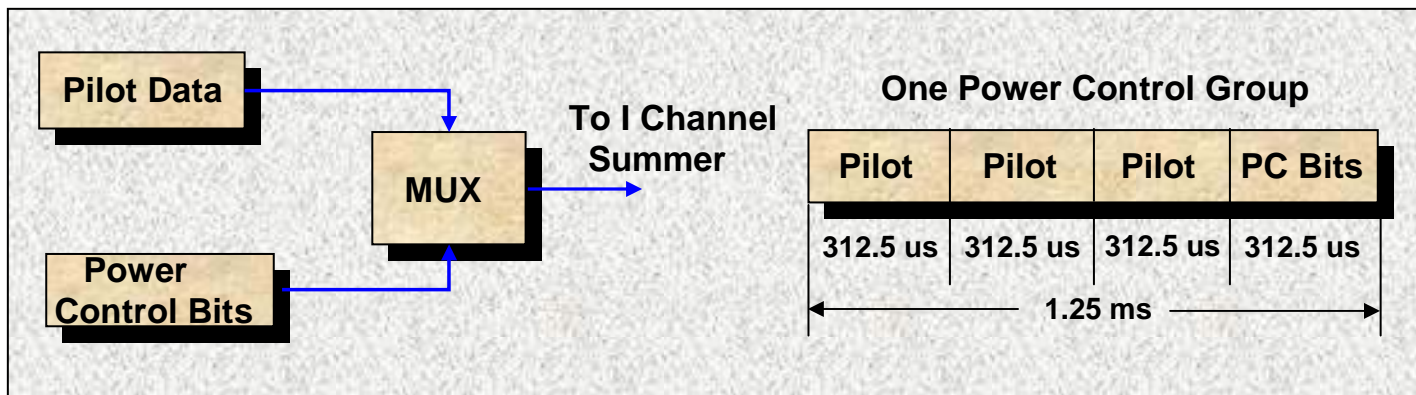 Pilot Data
Power
Control Bits
MUX
To I Channel
Summer
One Power Control Group
Pilot Pilot Pilot PC Bits
312.5 us 312.5 us 312.5 us 312.5 us
1.25 ms